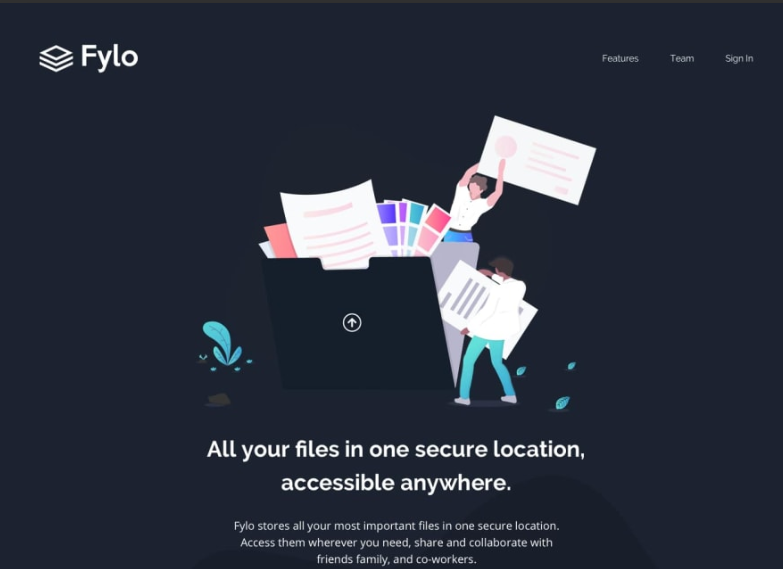 Fylo
Features Team Sign In
All your files in one secure location,
accessible anywhere.
Fylo stores all your most important files in one secure location.
Access them wherever you need, share and collaborate with
friends family, and co-workers.